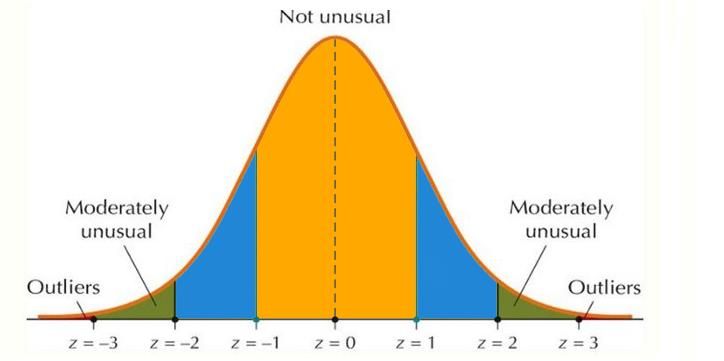 Not unusual
Moderately
unusual
Moderately
unusual
Outliers
Outliers
z = –3
z = –2
z = –1
z = 0
z = 1
z = 2
z = 3